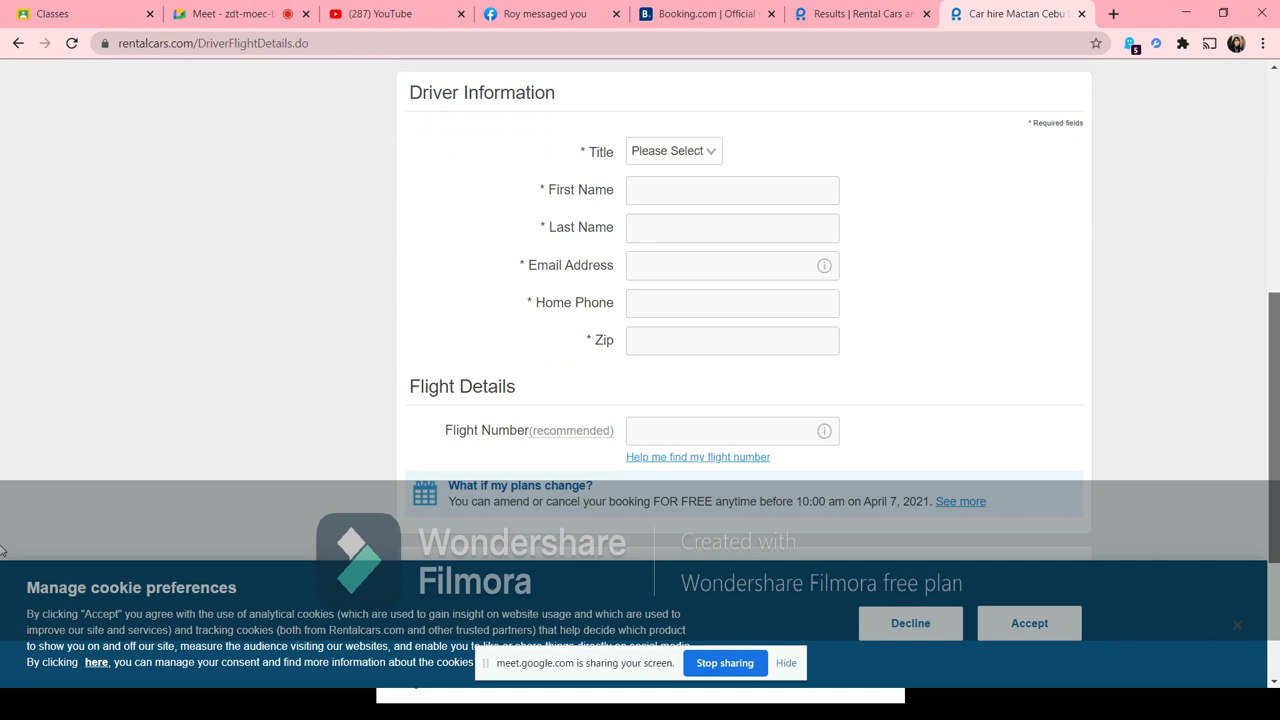 Classes
Meet - zdt-moec-b
(287) YouTube
Roy messaged you
Booking.com | Official
Results | Rental Cars an
Car hire Mactan Cebu
rentalcars.com/DriverFlightDetails.do
5
Driver Information
* Required fields
* Title
Please Select
* First Name
* Last Name
* Email Address
* Home Phone
* Zip
Flight Details
Flight Number(recommended)
Help me find my flight number
What if my plans change?
You can amend or cancel your booking FOR FREE anytime before 10:00 am on April 7, 2021. See more
Wondershare
Filmora
Created with
Wondershare Filmora free plan
Manage cookie preferences
By clicking "Accept" you agree with the use of analytical cookies (which are used to gain insight on website usage and which are used to
improve our site and services) and tracking cookies (both from Rentalcars.com and other trusted partners) that help decide which product
to show you on and off our site, measure the audience visiting our websites, and enable you to like or share things directly on social media.
By clicking here, you can manage your consent and find more information about the cookies
Decline
Accept
meet.google.com is sharing your screen.
Stop sharing
Hide